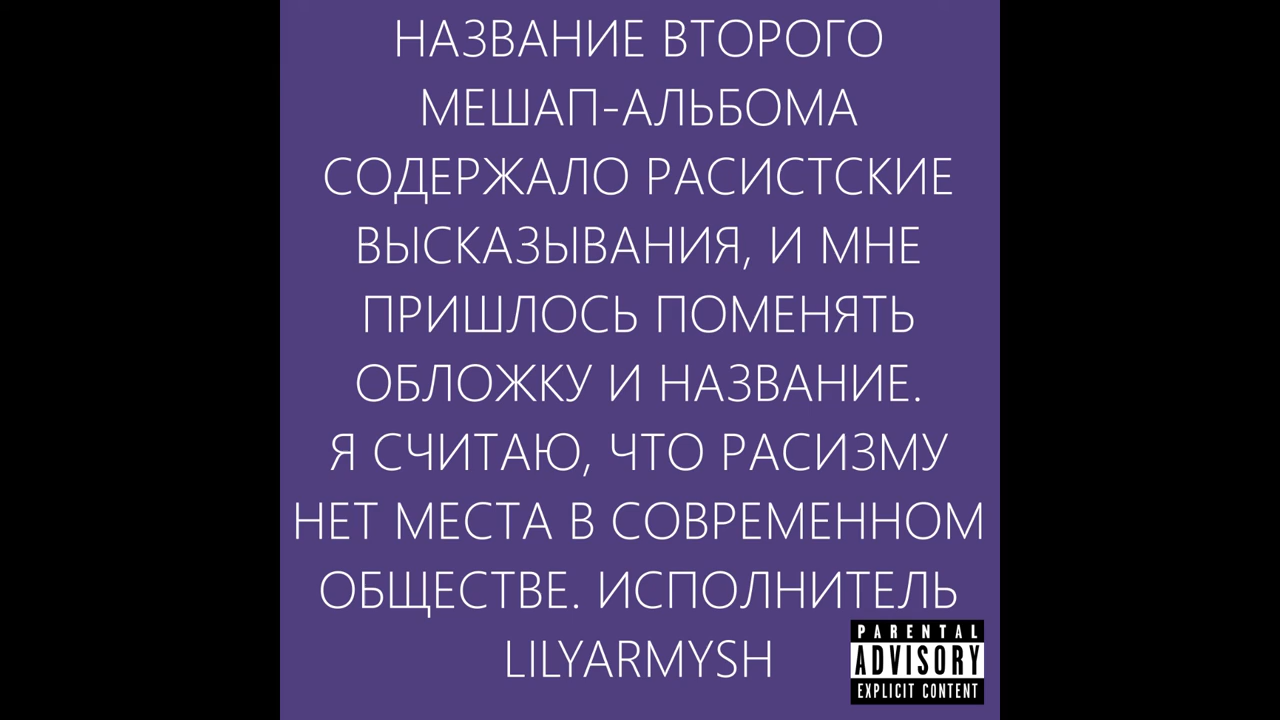 НАЗВАНИЕ ВТОРОГО
МЕШАП-АЛЬБОМА
СОДЕРЖАЛО РАСИСТСКИЕ
ВЫСКАЗЫВАНИЯ, И МНЕ
ПРИШЛОСЬ ПОМЕНЯТЬ
ОБЛОЖКУ И НАЗВАНИЕ.
Я СЧИТАЮ, ЧТО РАСИЗМУ
НЕТ МЕСТА В СОВРЕМЕННОМ
ОБЩЕСТВЕ. ИСПОЛНИТЕЛЬ
LILYARMYSH
PARENTAL
ADVISORY
EXPLICIT CONTENT